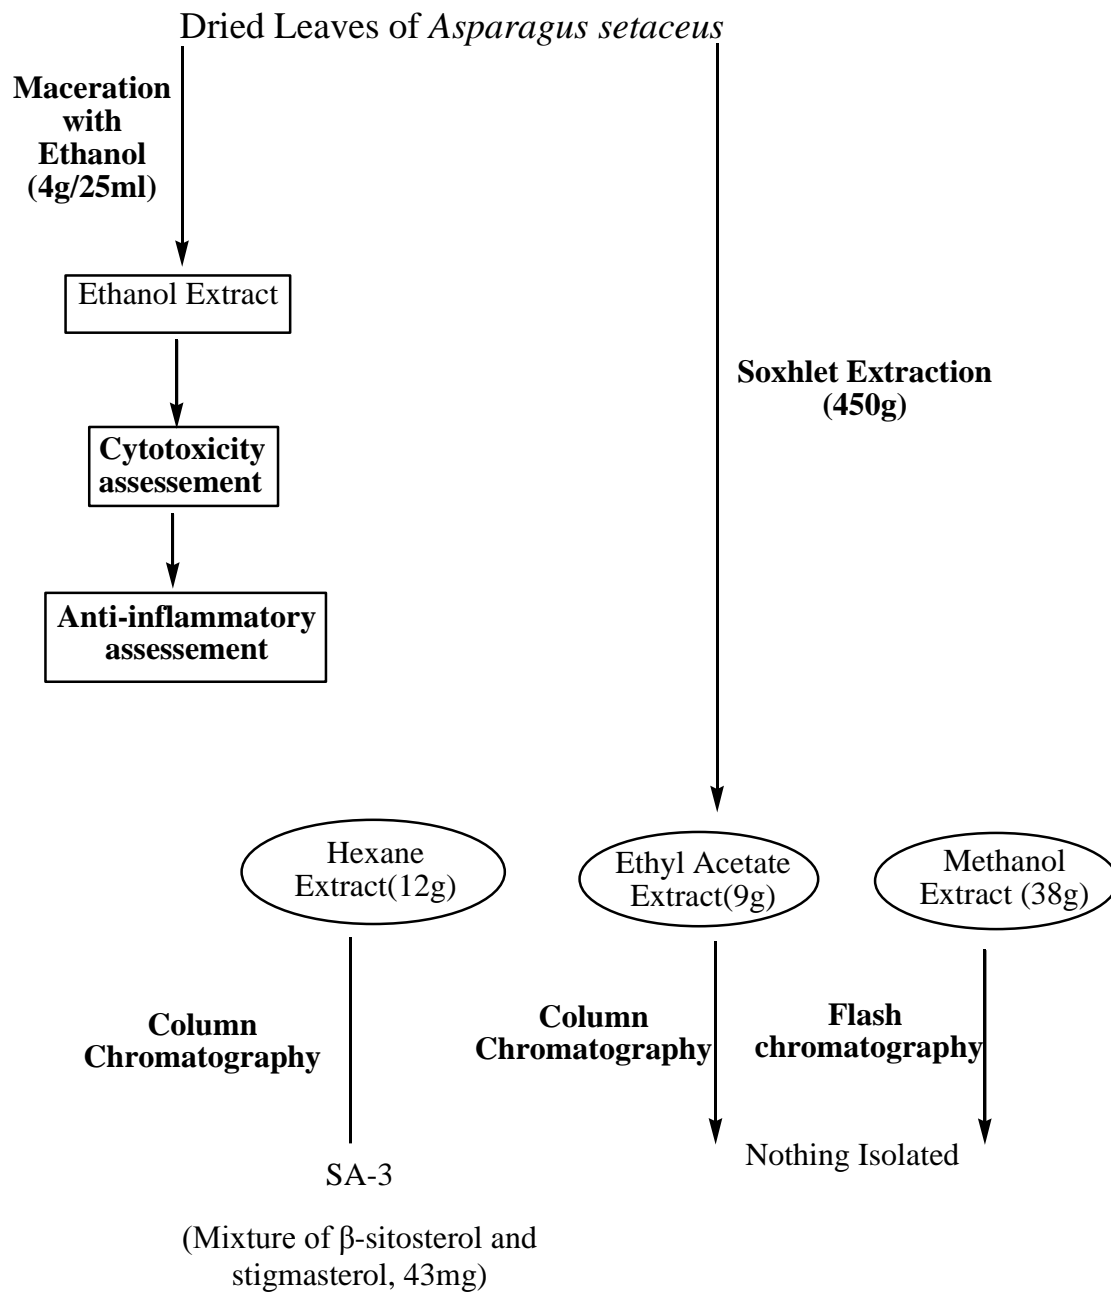 Dried Leaves of Asparagus setaceus
Maceration
with
Ethanol
(4g/25ml)
Ethanol Extract
Cytotoxicity
assessement
Anti-inflammatory
assessement
Soxhlet Extraction
(450g)
Hexane
Extract(12g)
Ethyl Acetate
Extract(9g)
Methanol
Extract (38g)
Column
Chromatography
Column
Chromatography
Flash
chromatography
SA-3
(Mixture of β-sitosterol and
stigmasterol, 43mg)
Nothing Isolated